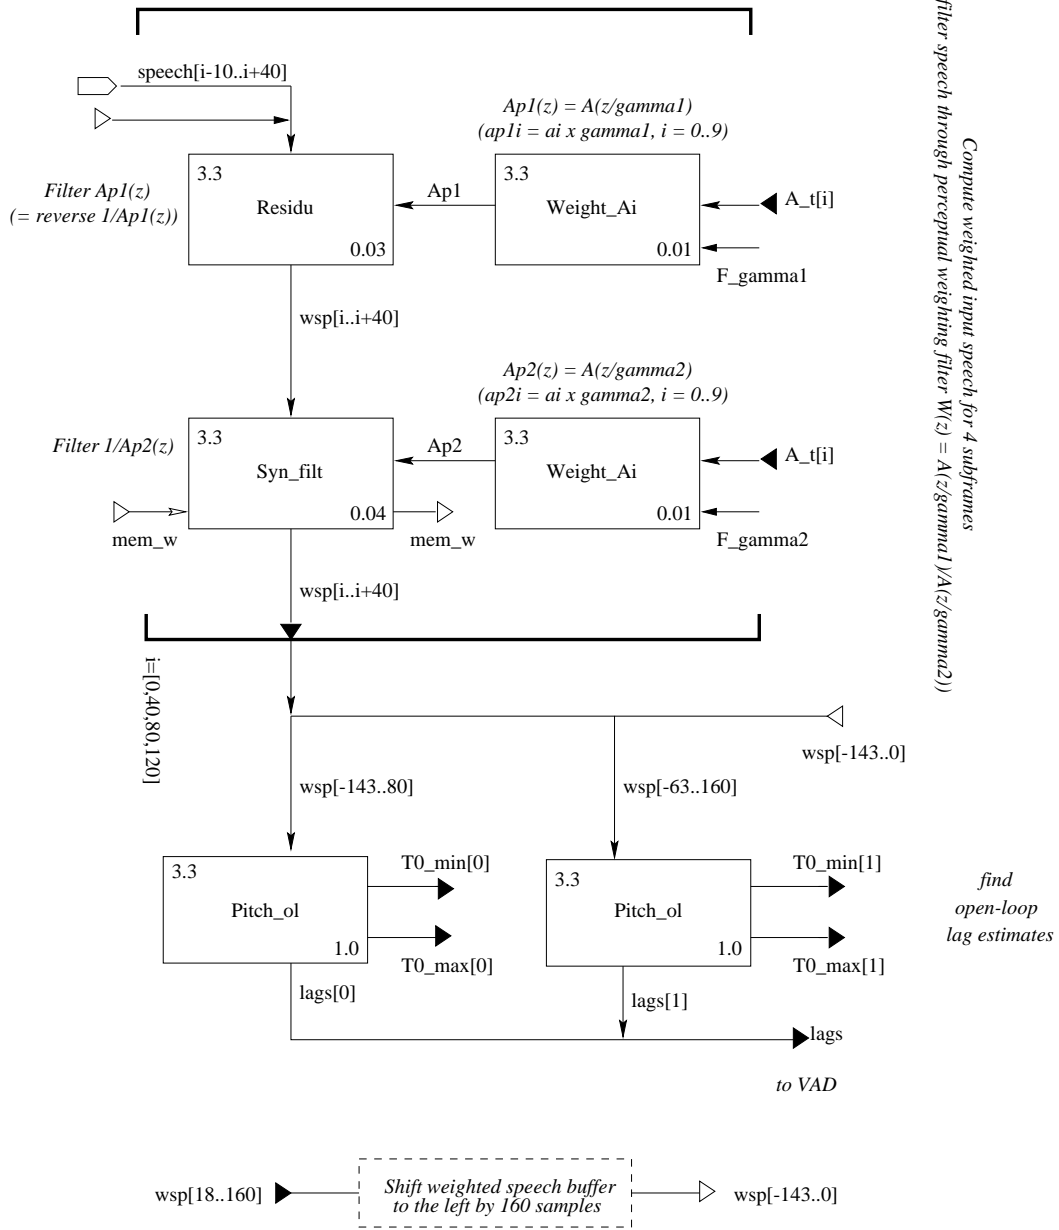 speech[i-10..i+40]
Ap1(z) = A(z/gamma1)
(ap1i = ai x gamma1, i = 0..9)
Filter Ap1(z)
(= reverse 1/Ap1(z))
3.3
Residu
0.03
Ap1
3.3
Weight_Ai
0.01
A_t[i]
F_gamma1
wsp[i..i+40]
Ap2(z) = A(z/gamma2)
(ap2i = ai x gamma2, i = 0..9)
Filter 1/Ap2(z)
3.3
Syn_filt
0.04
Ap2
3.3
Weight_Ai
0.01
A_t[i]
F_gamma2
mem_w
mem_w
wsp[i..i+40]
i=[0,40,80,120]
Compute weighted input speech for 4 subframes
filter speech through perceptual weighting filter W(z) = A(z/gamma1)/A(z/gamma2))
wsp[-143..0]
wsp[-143..80]
wsp[-63..160]
3.3
Pitch_ol
1.0
T0_min[0]
T0_max[0]
3.3
Pitch_ol
1.0
T0_min[1]
T0_max[1]
find
open-loop
lag estimates
lags[0]
lags[1]
lags
to VAD
wsp[18..160]
Shift weighted speech buffer
to the left by 160 samples
wsp[-143..0]